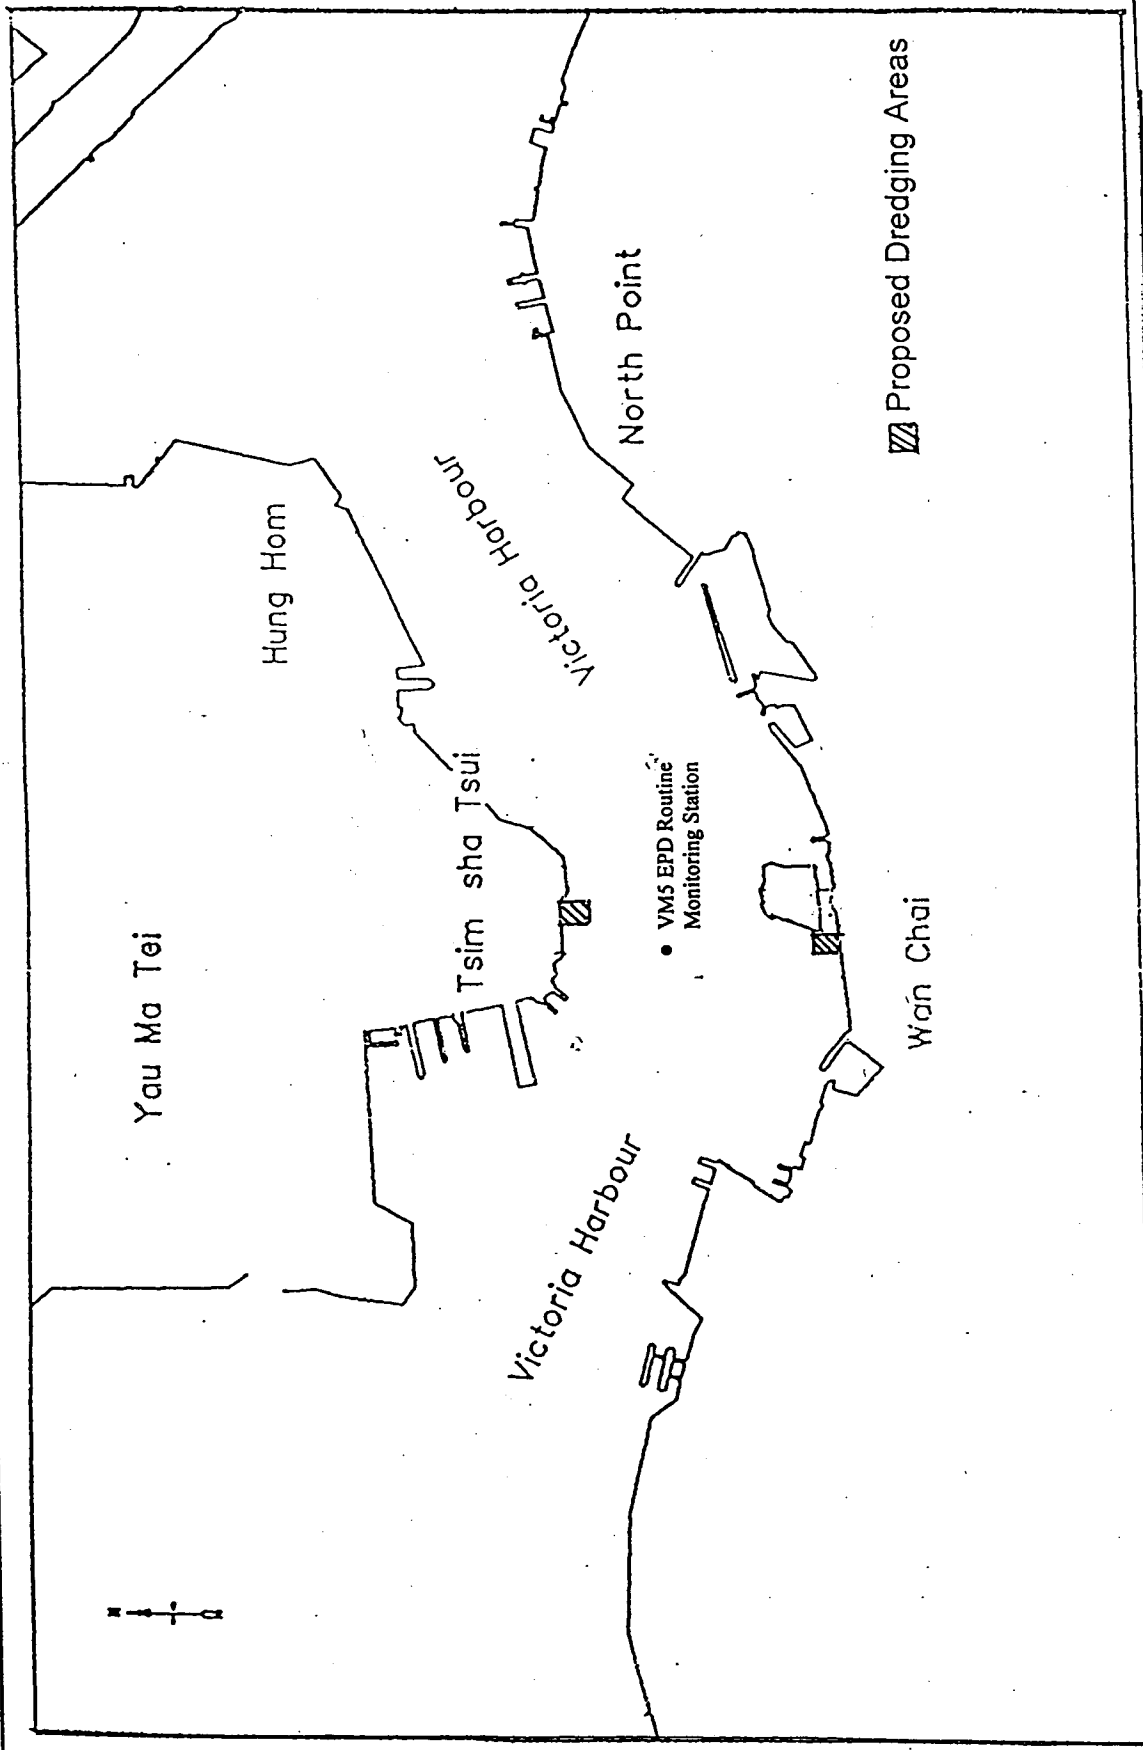 Yau Ma Tei
Hung Hom
Tsim sha Tsui
Victoria Harbour
Victoria Harbour
• VM5 EPD Routine
Monitoring Station
North Point
Wan Chai
Proposed Dredging Areas